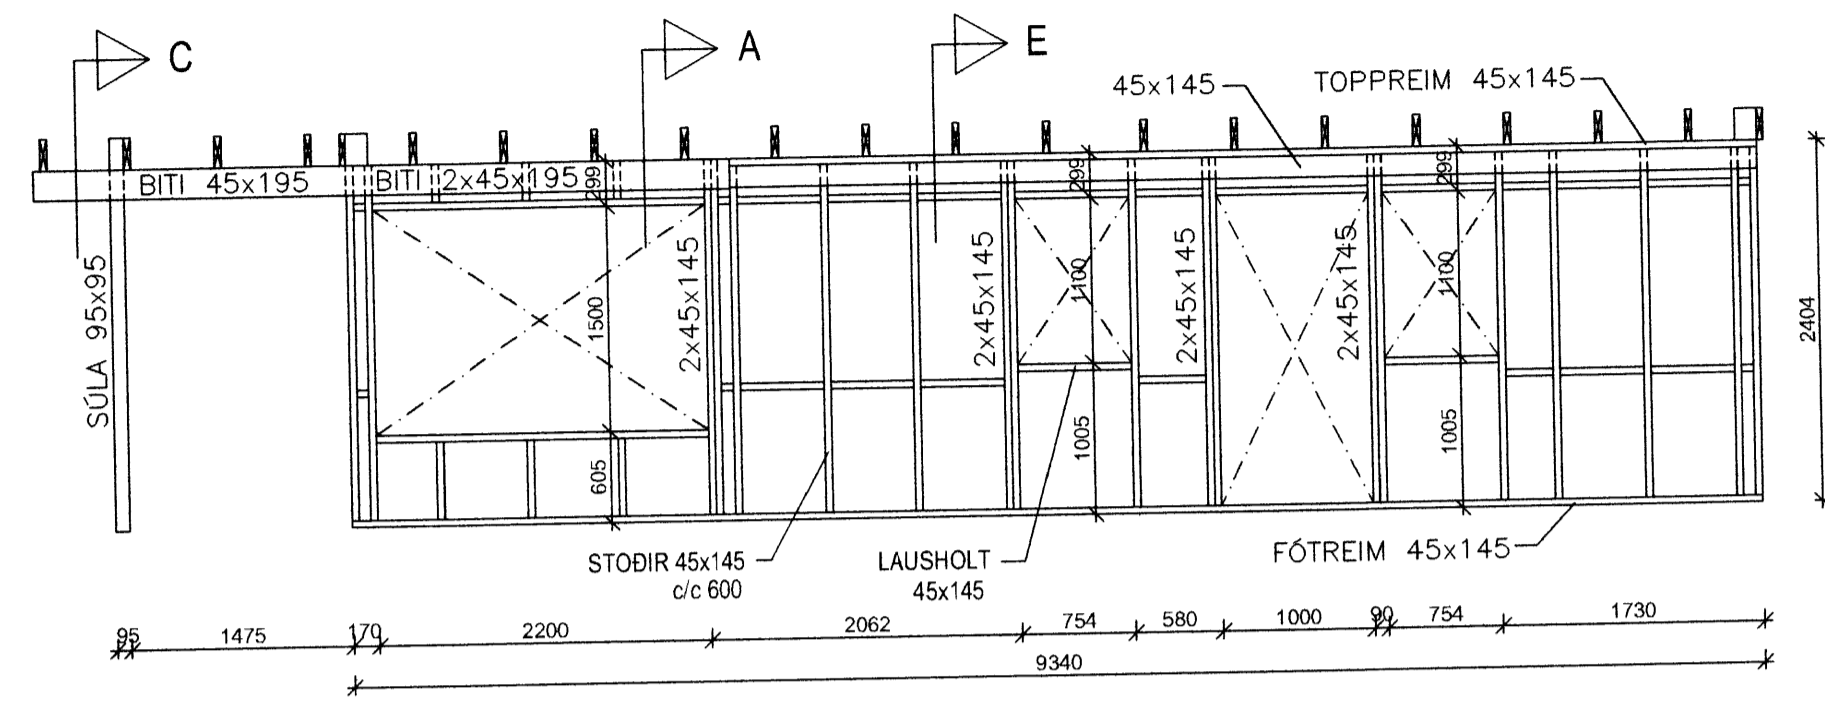 C
A
E
45x145
TOPPREIM 45x145
BITI 45x195
BITI 2x45x195
299
299
299
SÚLA 95x95
1500
2x45x145
2x45x145
1100
2x45x145
2x45x145
1100
2404
605
1005
1005
STOÐIR 45x145
c/c 600
LAUSHOLT
45x145
FÓTREIM 45x145
95
1475
170
2200
2062
754
580
1000
90
754
1730
9340